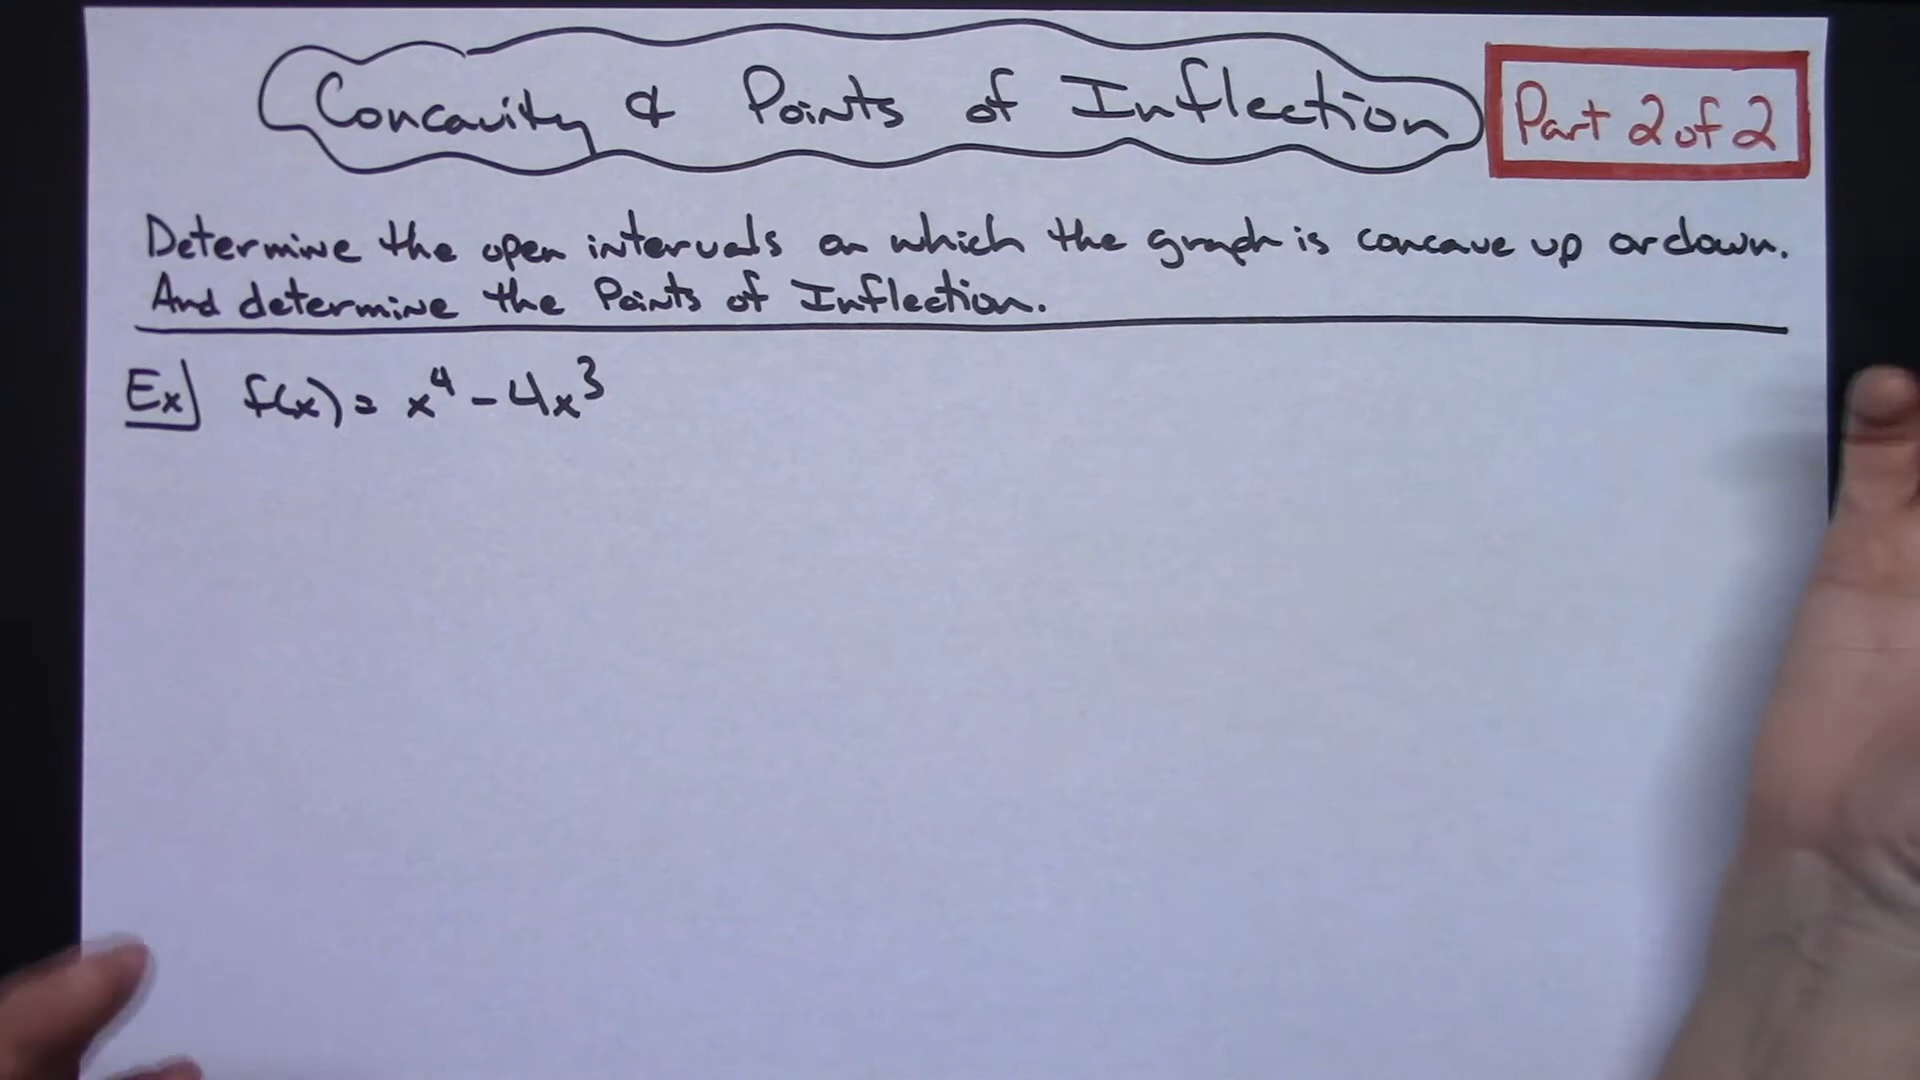 Concavity & Points of Inflection
Part 2 of 2
Determine the open intervals on which the graph is concave up or down.
And determine the Points of Inflection.
Ex] f(x) = x⁴ - 4x³